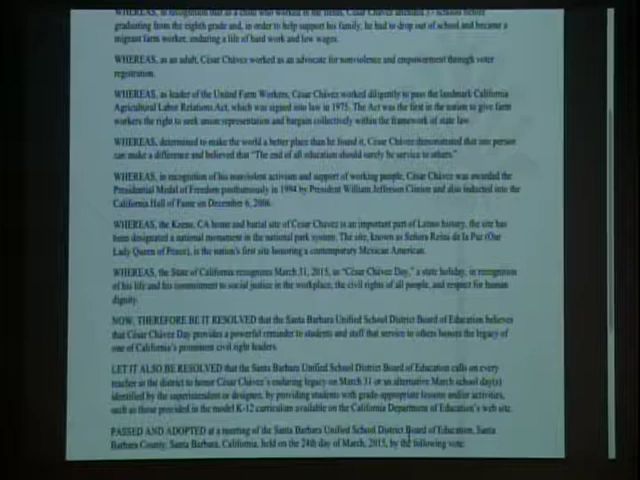 WHEREAS, in recognition that as a child who worked in the fields, César Chávez attended 37 schools before
graduating from the eighth grade and, in order to help support his family, he had to drop out of school and became a
migrant farm worker, enduring a life of hard work and low wages.
WHEREAS, as an adult, César Chávez worked as an advocate for nonviolence and empowerment through voter
registration.
WHEREAS, as leader of the United Farm Workers, César Chávez worked diligently to pass the landmark California
Agricultural Labor Relations Act, which was signed into law in 1975. The Act was the first in the nation to give farm
workers the right to seek union representation and bargain collectively within the framework of state law.
WHEREAS, determined to make the world a better place than he found it, César Chávez demonstrated that one person
can make a difference and believed that "The end of all education should surely be service to others."
WHEREAS, in recognition of his nonviolent activism and support of working people, César Chávez was awarded the
Presidential Medal of Freedom posthumously in 1994 by President William Jefferson Clinton and also inducted into the
California Hall of Fame on December 6, 2006.
WHEREAS, the Keene, CA home and burial site of César Chavez is an important part of Latino history, the site has
been designated a national monument in the national park system. The site, known as Señora Reina de la Paz (Our
Lady Queen of Peace), is the nation's first site honoring a contemporary Mexican American.
WHEREAS, the State of California recognizes March 31, 2015, as "César Chávez Day," a state holiday, in recognition
of his life and his commitment to social justice in the workplace, the civil rights of all people, and respect for human
dignity.
NOW, THEREFORE BE IT RESOLVED that the Santa Barbara Unified School District Board of Education believes
that César Chávez Day provides a powerful reminder to students and staff that service to others honors the legacy of
one of California's prominent civil right leaders.
LET IT ALSO BE RESOLVED that the Santa Barbara Unified School District Board of Education calls on every
teacher in the district to honor César Chávez's enduring legacy on March 31 or an alternative March school day(s)
identified by the superintendent or designee, by providing students with grade-appropriate lessons and/or activities,
such as those provided in the model K-12 curriculum available on the California Department of Education's web site.
PASSED AND ADOPTED at a meeting of the Santa Barbara Unified School District Board of Education, Santa
Barbara County, Santa Barbara, California, held on the 24th day of March, 2015, by the following vote: